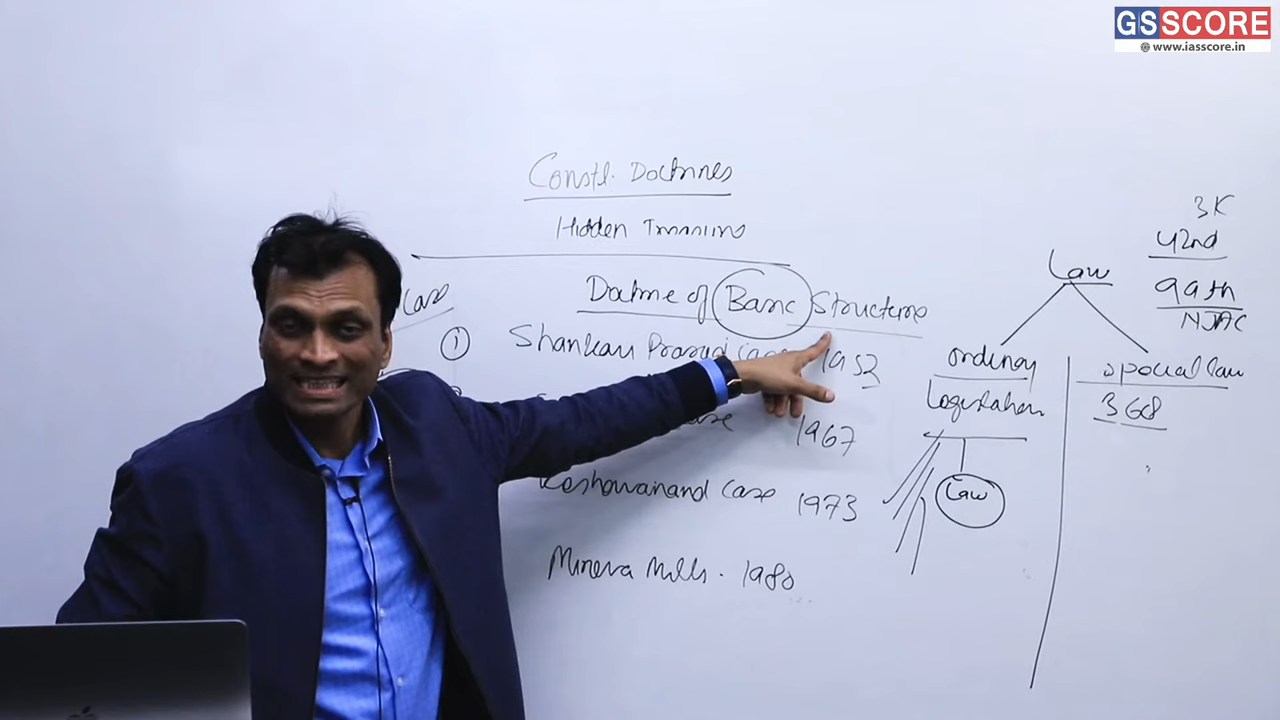 GSSCORE
www.iasscore.in
Constl. Doctrines
Hidden
Case
Doctrine of Basic Structure
① Shankari Prasad Case 1952
Case 1967
Keshavanand Case 1973
Minerva Mills. 1980
Law
ordinary
Legislation
Law
special law
368
3K
42nd
99th
NJAC